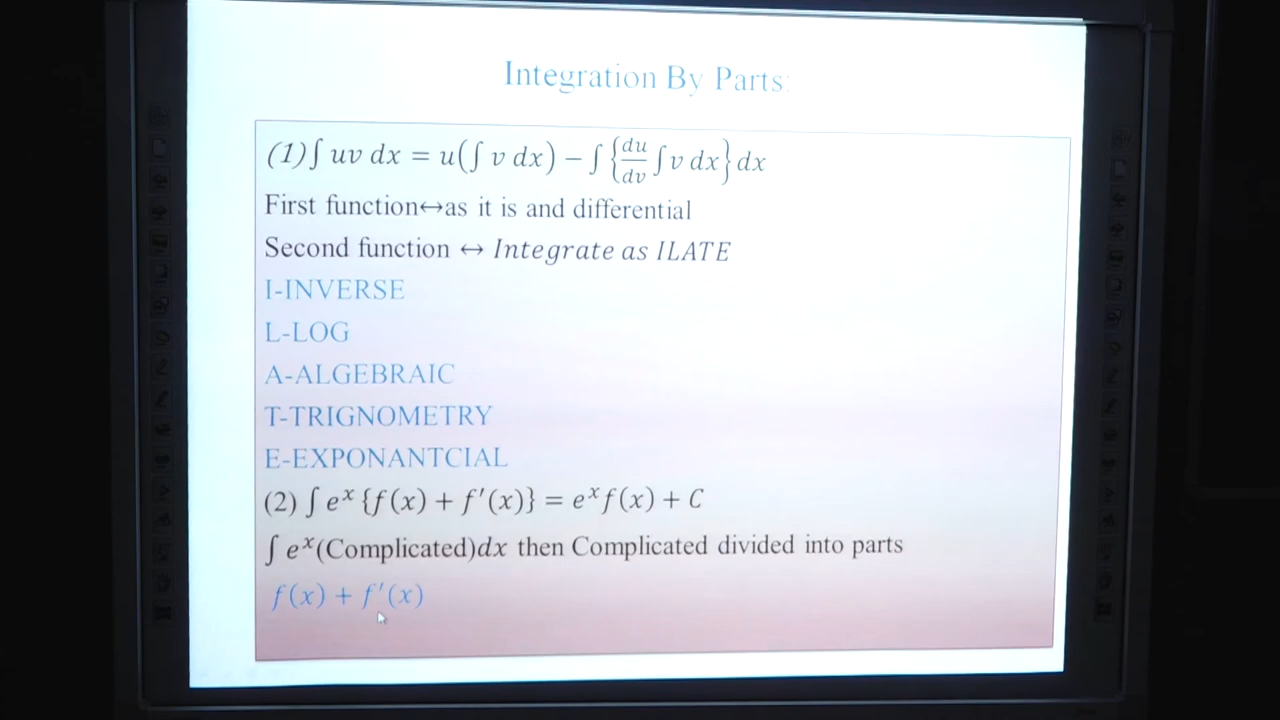 Integration By Parts:
(1)∫ uv dx = u(∫ v dx) − ∫ {du/dv ∫ v dx} dx
First function↔as it is and differential
Second function ↔ Integrate as ILATE
I-INVERSE
L-LOG
A-ALGEBRAIC
T-TRIGNOMETRY
E-EXPONANTCIAL
(2) ∫ eˣ {f(x) + f′(x)} = eˣf(x) + C
∫ eˣ(Complicated)dx then Complicated divided into parts
f(x) + f′(x)